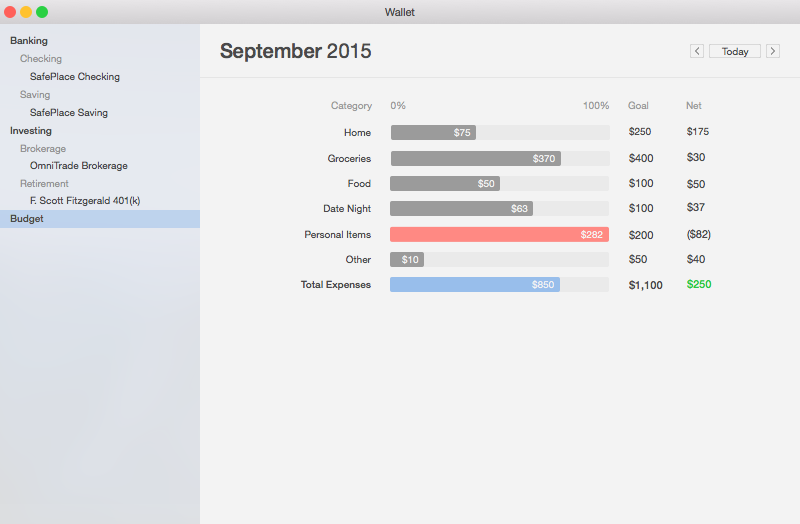 Wallet
Banking
Checking
SafePlace Checking
Saving
SafePlace Saving
Investing
Brokerage
OmniTrade Brokerage
Retirement
F. Scott Fitzgerald 401(k)
Budget
September 2015
Today
Category 0% 100% Goal Net
Home $75 $250 $175
Groceries $370 $400 $30
Food $50 $100 $50
Date Night $63 $100 $37
Personal Items $282 $200 ($82)
Other $10 $50 $40
Total Expenses $850 $1,100 $250